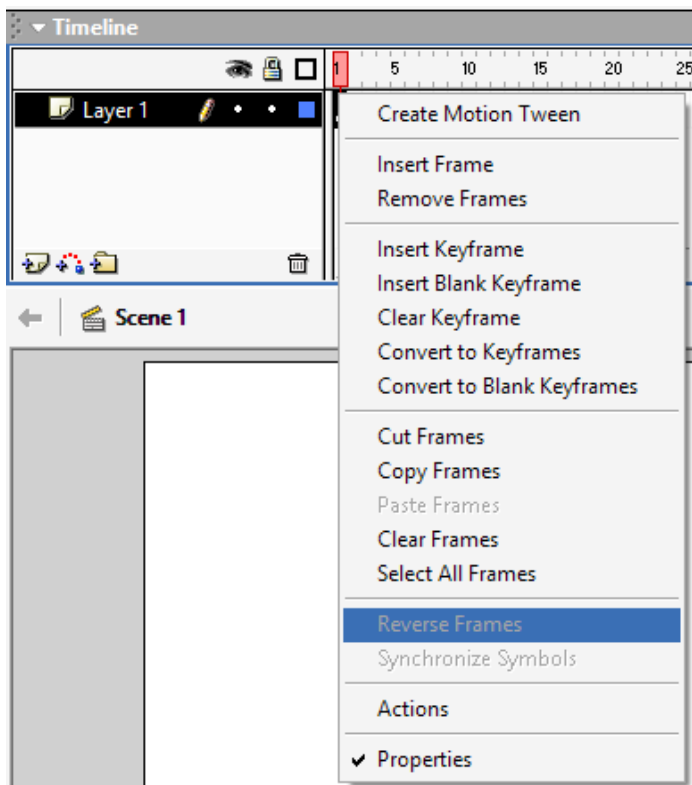 Timeline
1 5 10 15 20 25
Layer 1
Create Motion Tween
Insert Frame
Remove Frames
Insert Keyframe
Insert Blank Keyframe
Clear Keyframe
Convert to Keyframes
Convert to Blank Keyframes
Scene 1
Cut Frames
Copy Frames
Paste Frames
Clear Frames
Select All Frames
Reverse Frames
Synchronize Symbols
Actions
Properties